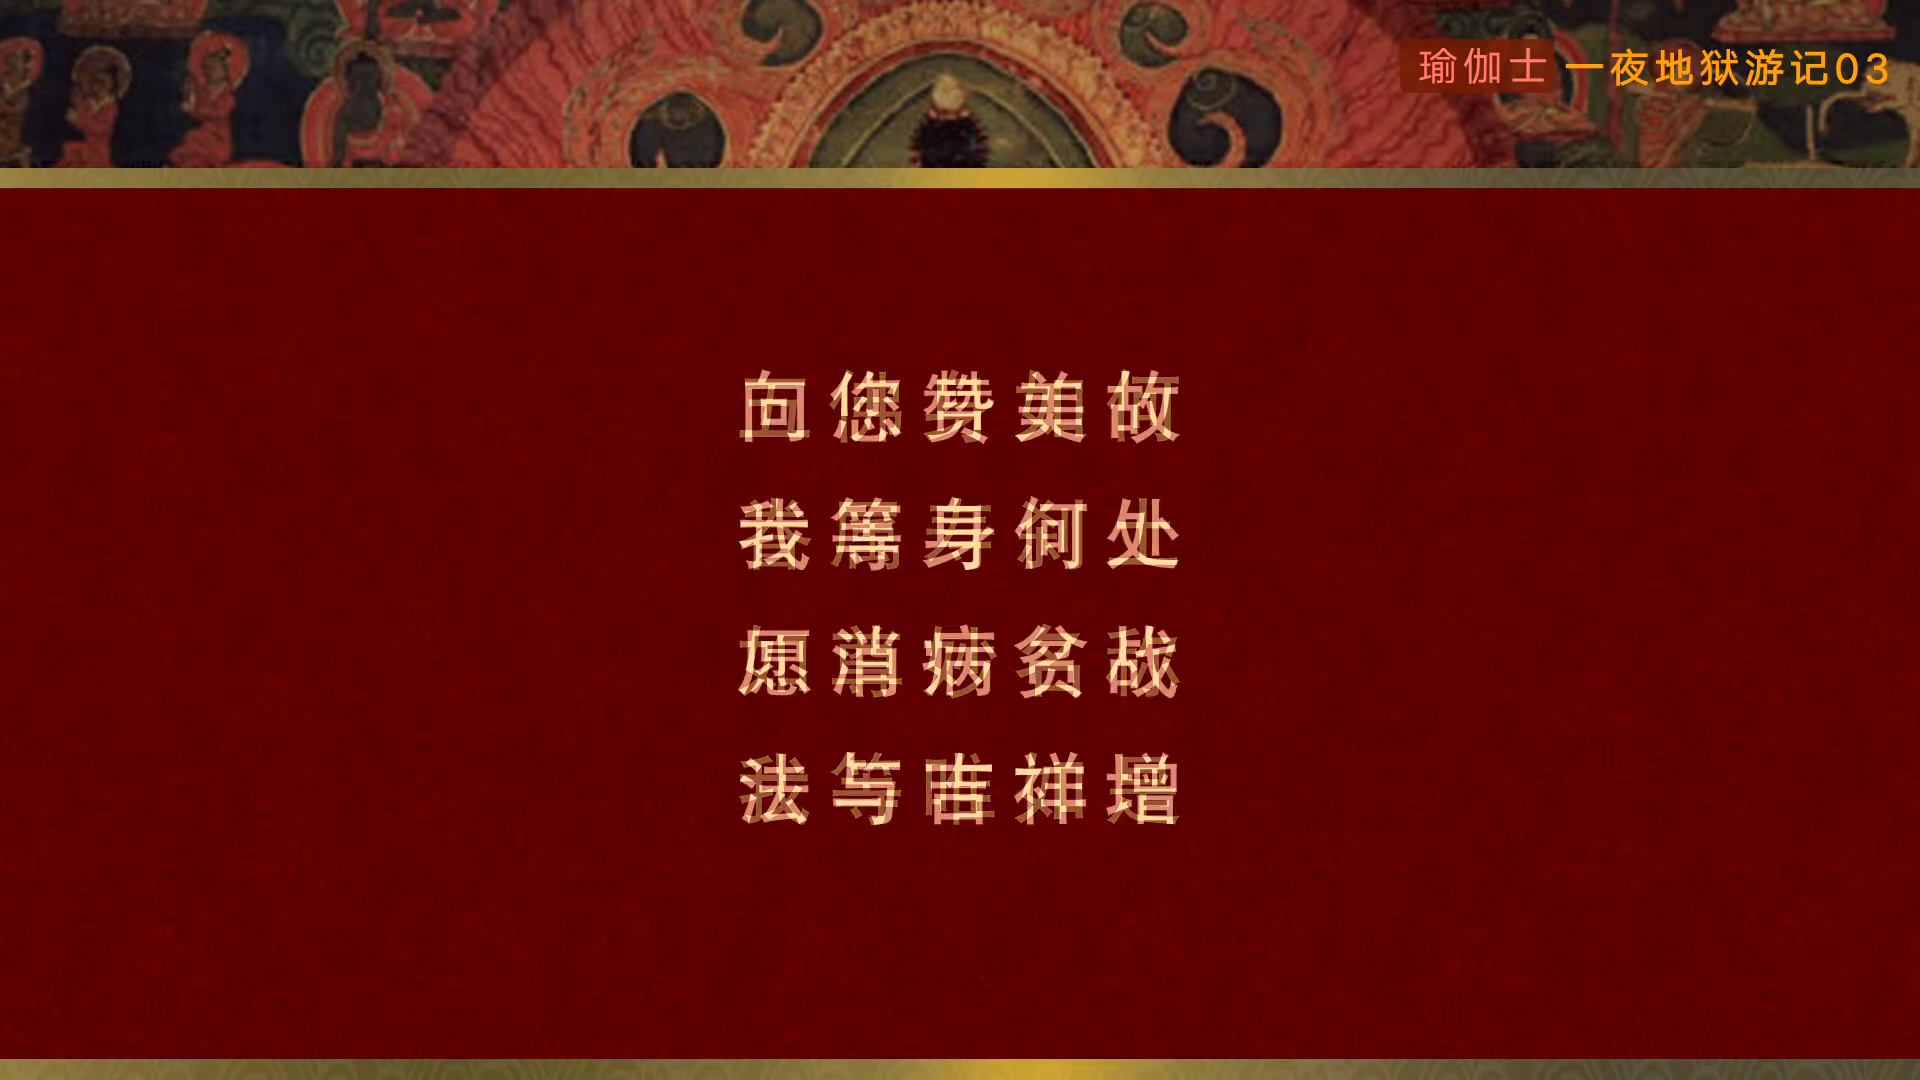 瑜伽士 一夜地狱游记03
向您赞美故
我等身何处
愿消病贫战
法与吉祥增